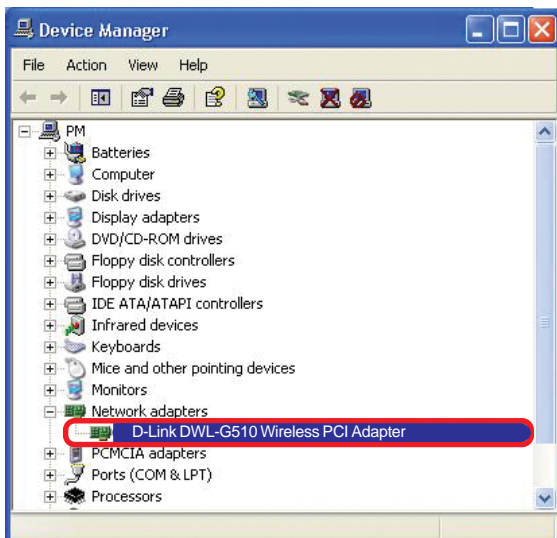 Device Manager
File Action View Help
PM
Batteries
Computer
Disk drives
Display adapters
DVD/CD-ROM drives
Floppy disk controllers
Floppy disk drives
IDE ATA/ATAPI controllers
Infrared devices
Keyboards
Mice and other pointing devices
Monitors
Network adapters
D-Link DWL-G510 Wireless PCI Adapter
PCMCIA adapters
Ports (COM & LPT)
Processors